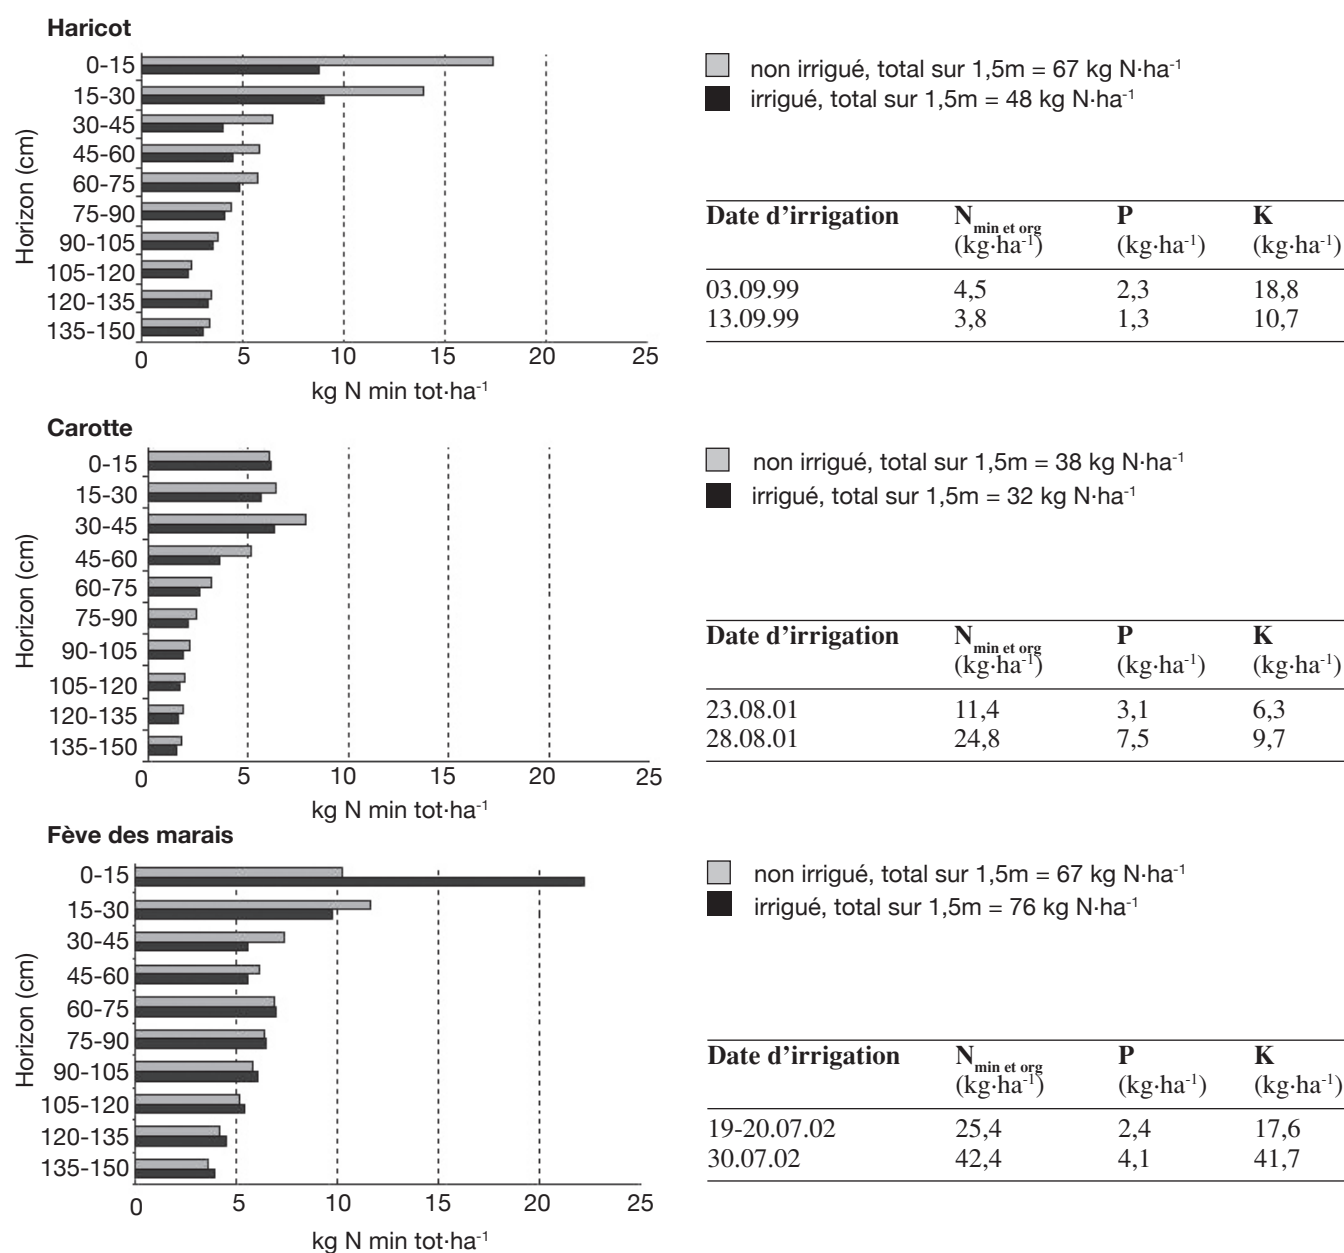 Haricot
Horizon (cm)
0-15
15-30
30-45
45-60
60-75
75-90
90-105
105-120
120-135
135-150
0 5 10 15 20 25
kg N min tot·ha⁻¹
non irrigué, total sur 1,5m = 67 kg N·ha⁻¹
irrigué, total sur 1,5m = 48 kg N·ha⁻¹
Date d'irrigation N min et org P K
(kg·ha⁻¹) (kg·ha⁻¹) (kg·ha⁻¹)
03.09.99 4,5 2,3 18,8
13.09.99 3,8 1,3 10,7
Carotte
Horizon (cm)
0-15
15-30
30-45
45-60
60-75
75-90
90-105
105-120
120-135
135-150
0 5 10 15 20 25
kg N min tot·ha⁻¹
non irrigué, total sur 1,5m = 38 kg N·ha⁻¹
irrigué, total sur 1,5m = 32 kg N·ha⁻¹
Date d'irrigation N min et org P K
(kg·ha⁻¹) (kg·ha⁻¹) (kg·ha⁻¹)
23.08.01 11,4 3,1 6,3
28.08.01 24,8 7,5 9,7
Fève des marais
Horizon (cm)
0-15
15-30
30-45
45-60
60-75
75-90
90-105
105-120
120-135
135-150
0 5 10 15 20 25
kg N min tot·ha⁻¹
non irrigué, total sur 1,5m = 67 kg N·ha⁻¹
irrigué, total sur 1,5m = 76 kg N·ha⁻¹
Date d'irrigation N min et org P K
(kg·ha⁻¹) (kg·ha⁻¹) (kg·ha⁻¹)
19-20.07.02 25,4 2,4 17,6
30.07.02 42,4 4,1 41,7